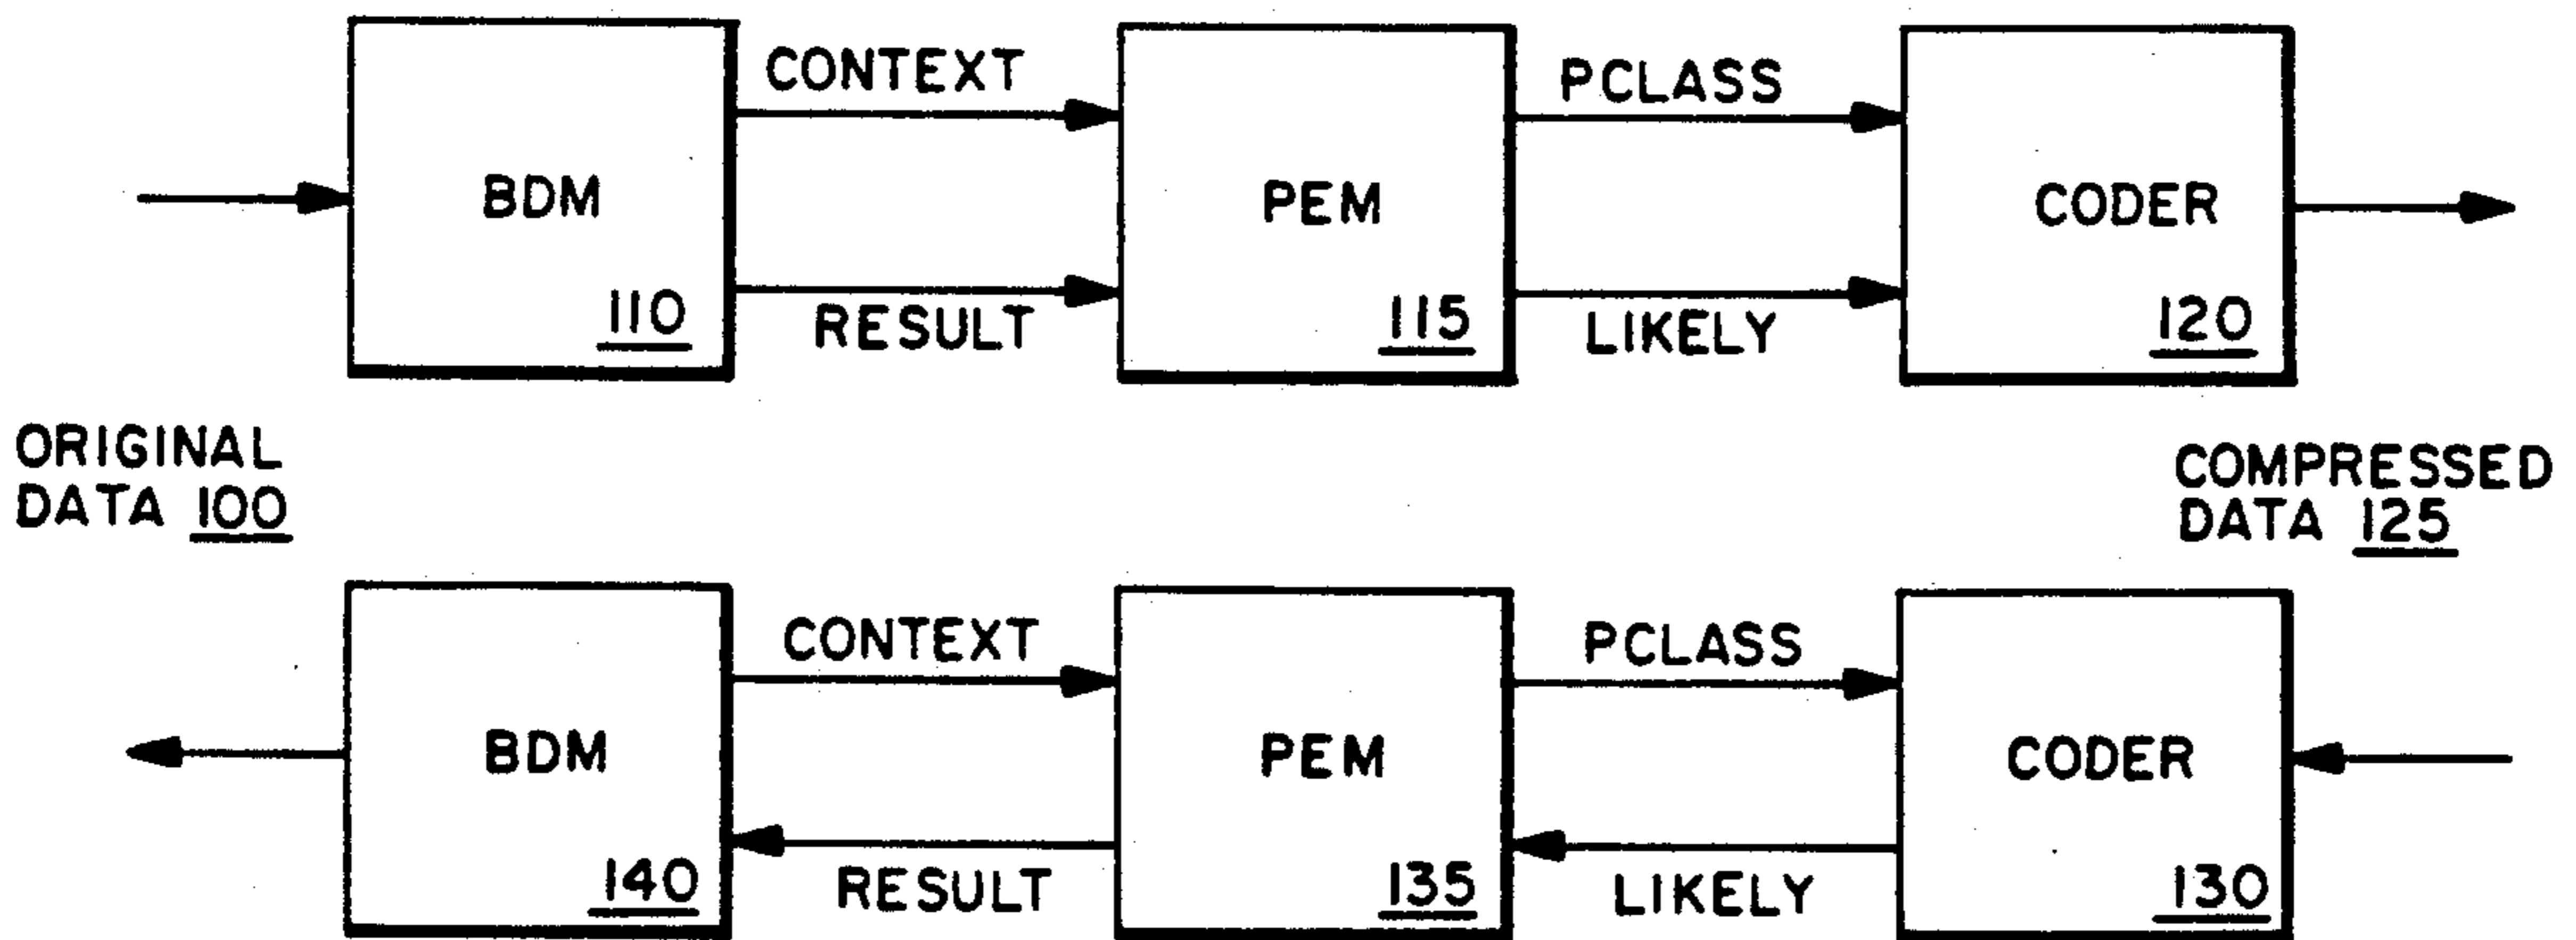 CONTEXT
PCLASS
BDM
PEM
CODER
110
RESULT
115
LIKELY
120
ORIGINAL
DATA 100
COMPRESSED
DATA 125
CONTEXT
PCLASS
BDM
PEM
CODER
140
RESULT
135
LIKELY
130